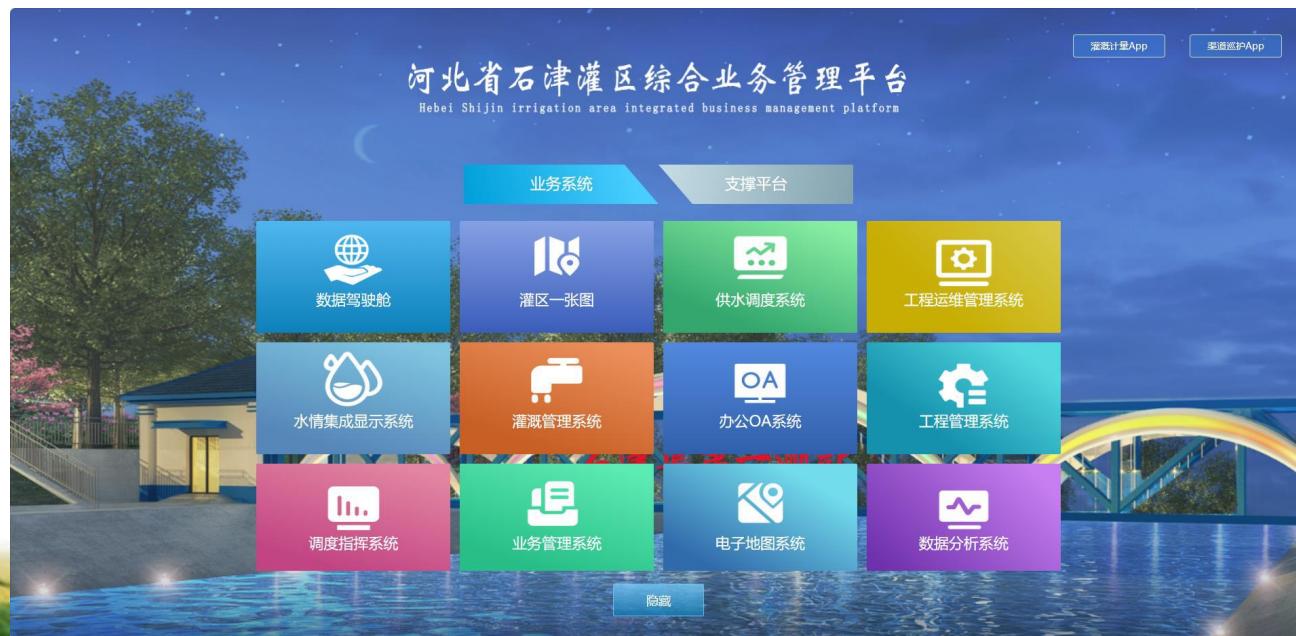 灌溉计量App
渠道巡护App
河北省石津灌区综合业务管理平台
Hebei Shijin irrigation area integrated business management platform
业务系统
支撑平台
数据驾驶舱
灌区一张图
供水调度系统
工程运维管理系统
水情集成显示系统
灌溉管理系统
OA
办公OA系统
工程管理系统
调度指挥系统
业务管理系统
电子地图系统
数据分析系统
隐藏